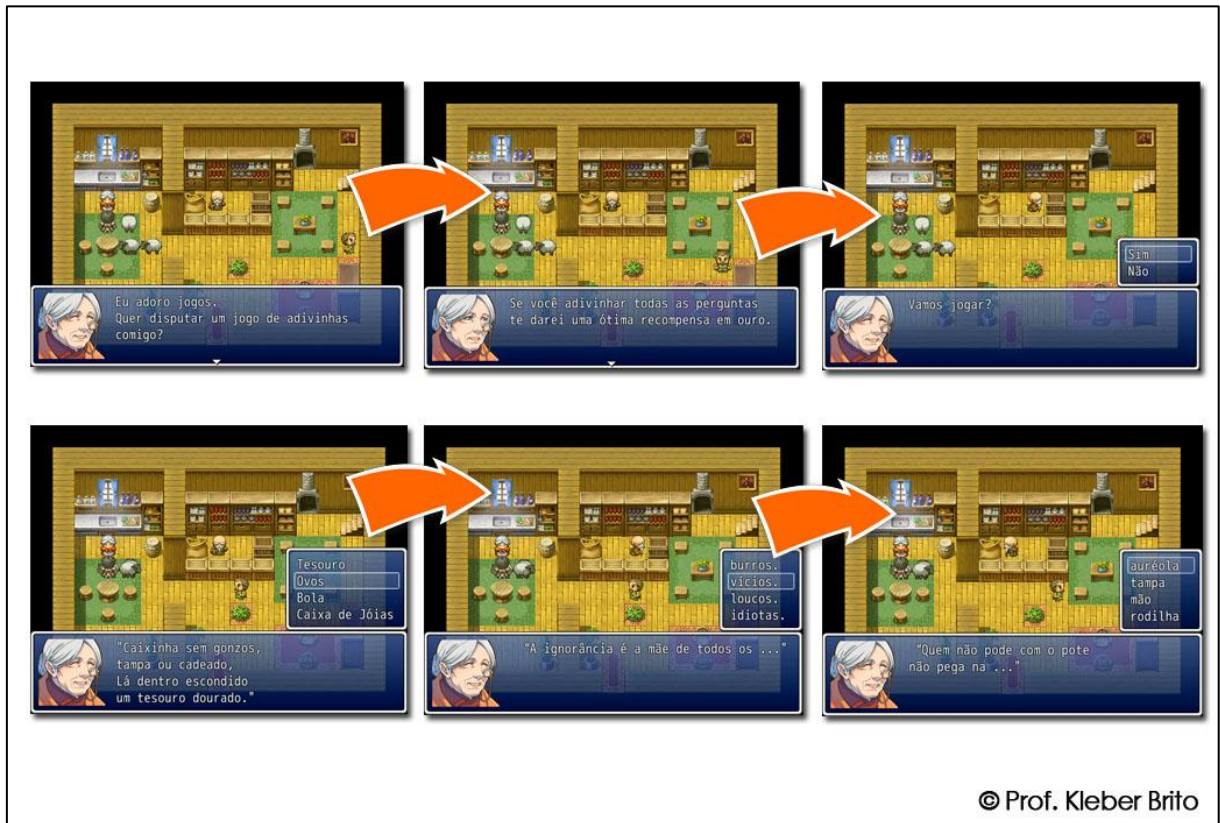 Eu adoro jogos.
Quer disputar um jogo de adivinhas
comigo?
Se você adivinhar todas as perguntas
te darei uma ótima recompensa em ouro.
Sim
Não
Vamos jogar?
Tesouro
Ovos
Bola
Caixa de Jóias
"Caixinha sem gonzos,
tampa ou cadeado,
Lá dentro escondido
um tesouro dourado."
burros.
vícios.
loucos.
idiotas.
"A ignorância é a mãe de todos os ..."
auréola
tampa
mão
rodilha
"Quem não pode com o pote
não pega na ..."
© Prof. Kleber Brito